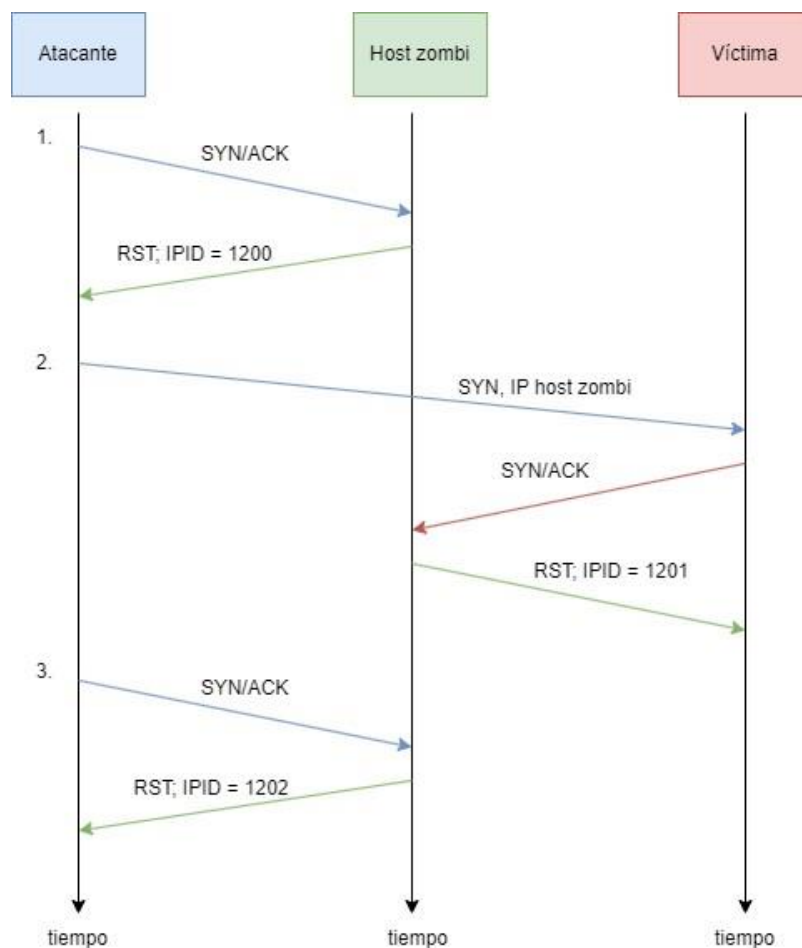 Atacante
Host zombi
Víctima
1.
SYN/ACK
RST; IPID = 1200
2.
SYN, IP host zombi
SYN/ACK
RST; IPID = 1201
3.
SYN/ACK
RST; IPID = 1202
tiempo
tiempo
tiempo